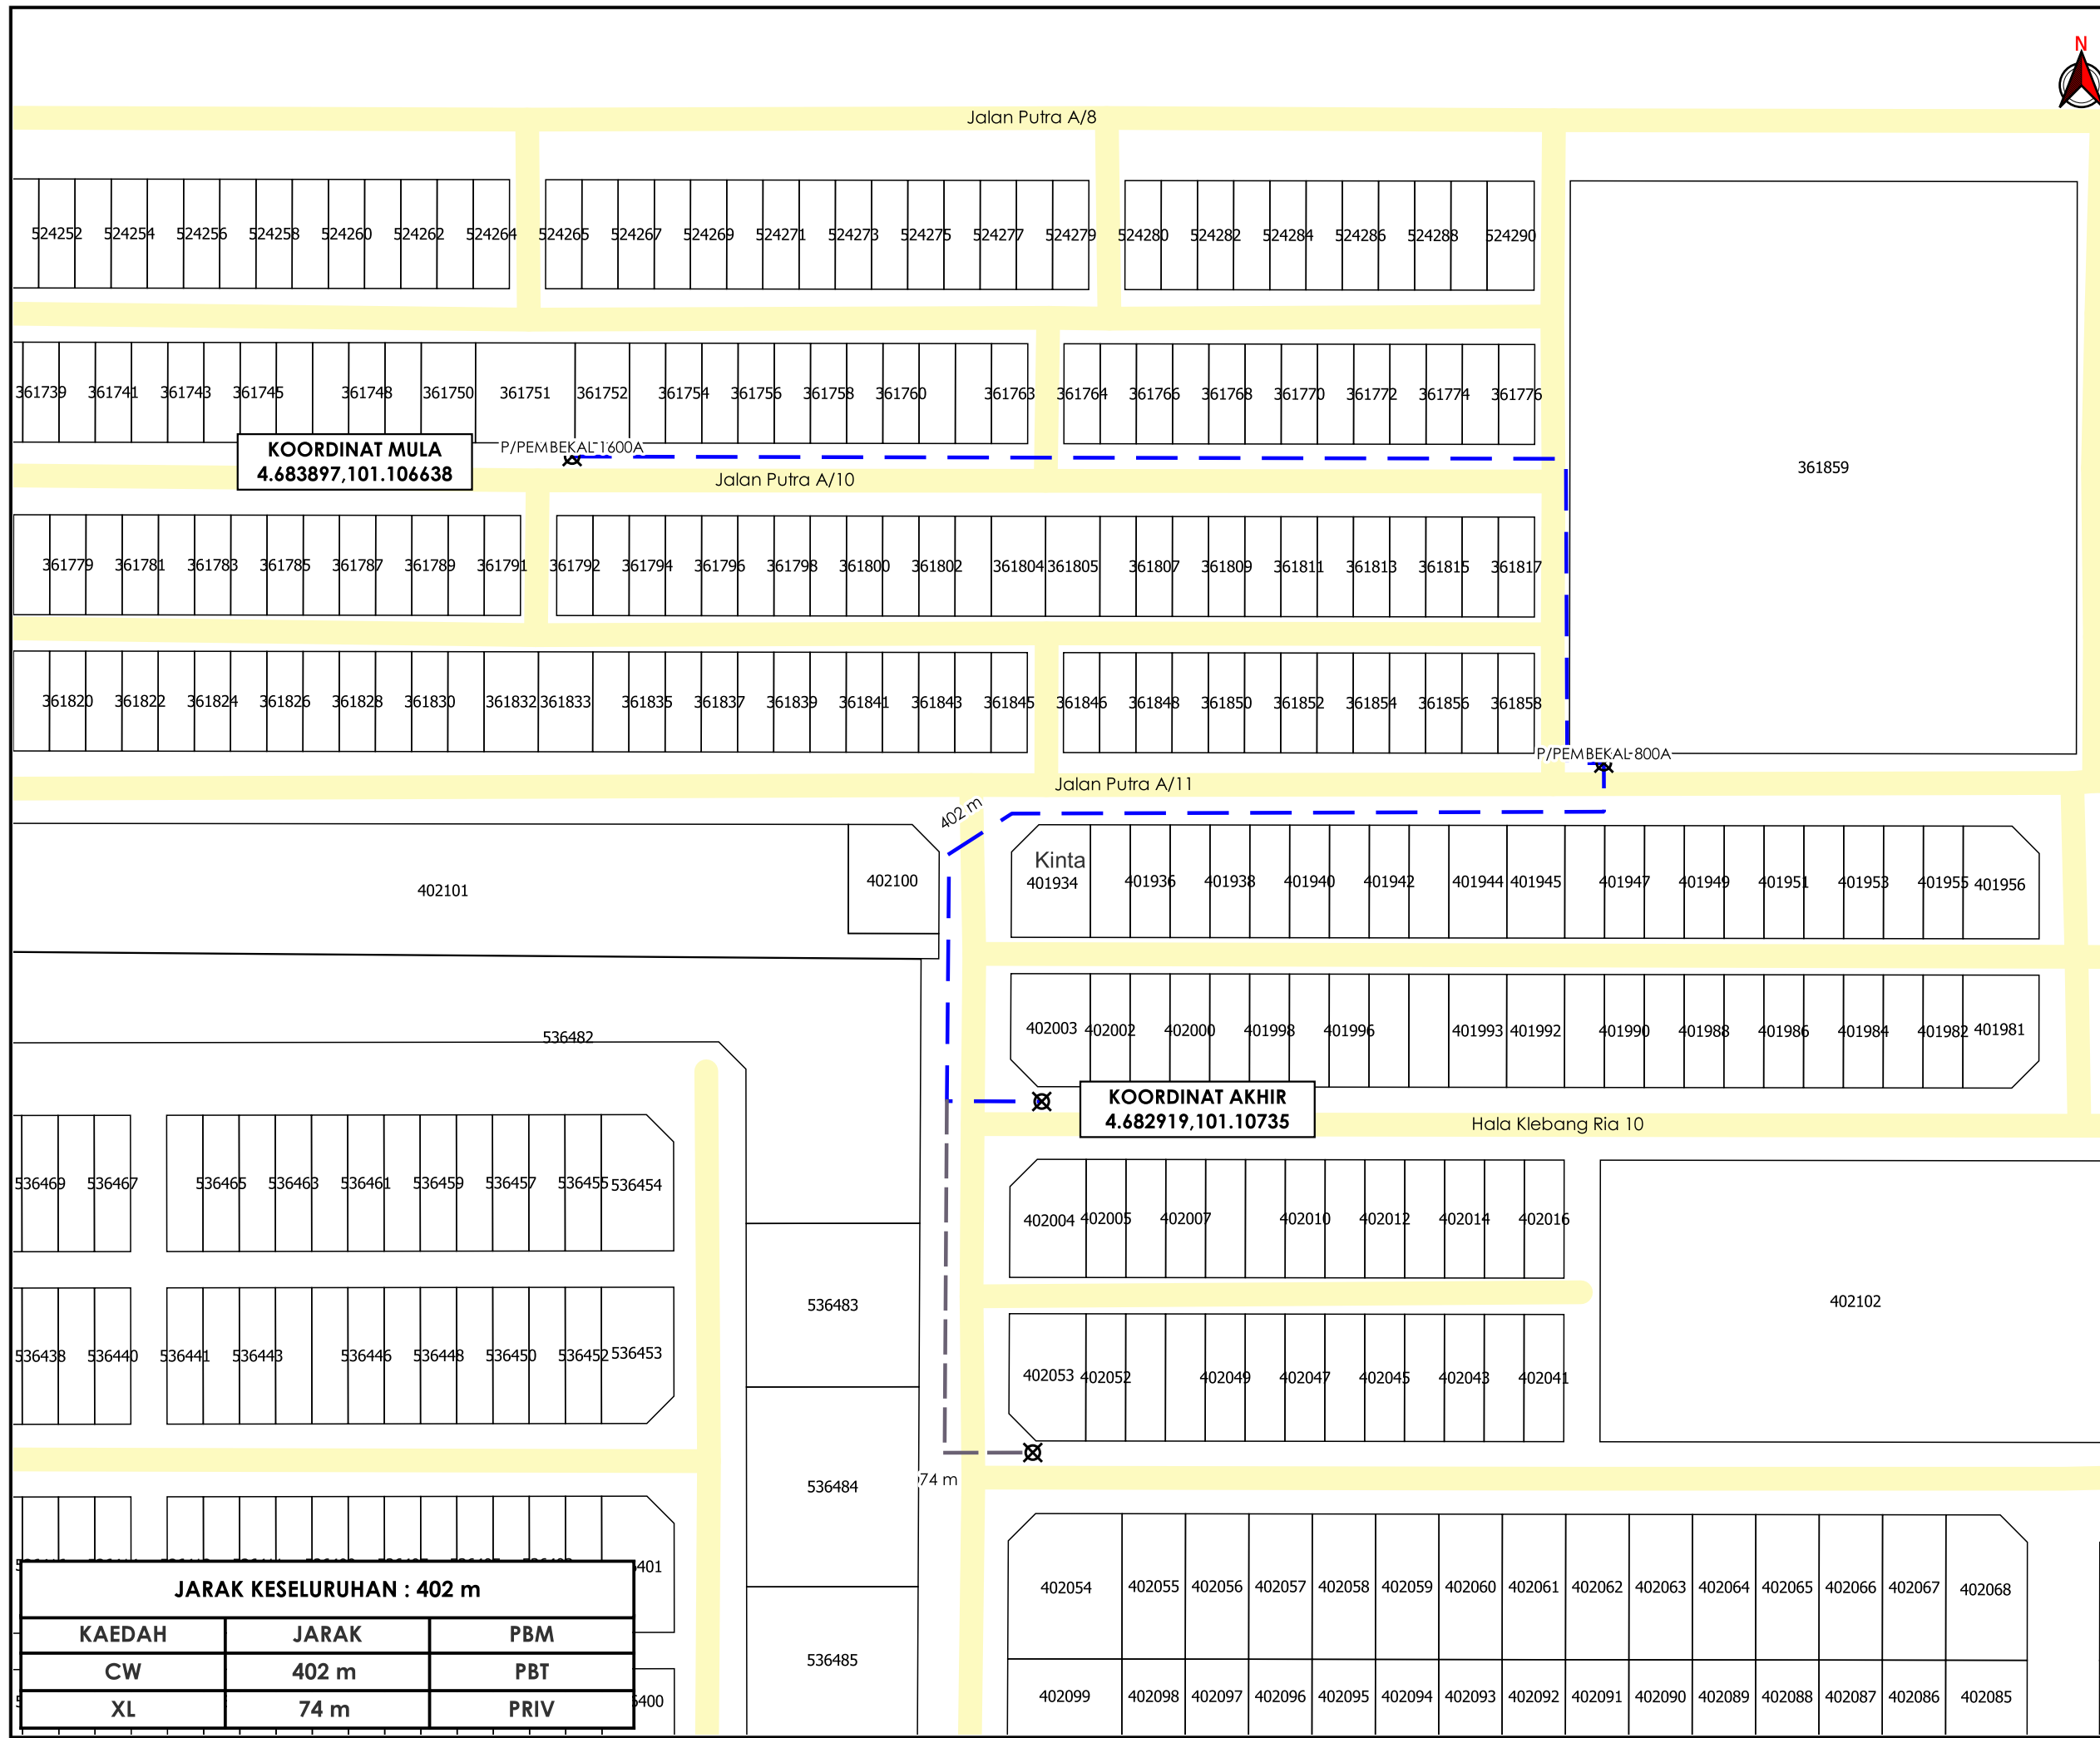 N
Jalan Putra A/8
524252 524254 524256 524258 524260 524262 524264 524265 524267 524269 524271 524273 524275 524277 524279 524280 524282 524284 524286 524288 524290
361739 361741 361743 361745 361748 361750 361751 361752 361754 361756 361758 361760 361763 361764 361766 361768 361770 361772 361774 361776
KOORDINAT MULA
4.683897,101.106638
P/PEMBEKAL-1600A
361859
Jalan Putra A/10
361779 361781 361783 361785 361787 361789 361791 361792 361794 361796 361798 361800 361802 361804 361805 361807 361809 361811 361813 361815 361817
361820 361822 361824 361826 361828 361830 361832 361833 361835 361837 361839 361841 361843 361845 361846 361848 361850 361852 361854 361856 361858
P/PEMBEKAL-800A
Jalan Putra A/11
402 m
Kinta
402101 402100 401934 401936 401938 401940 401942 401944 401945 401947 401949 401951 401953 401955 401956
536482 402003 402002 402000 401998 401996 401993 401992 401990 401988 401986 401984 401982 401981
KOORDINAT AKHIR
4.682919,101.10735
Hala Klebang Ria 10
536469 536467 536465 536463 536461 536459 536457 536455 536454
402004 402005 402007 402010 402012 402014 402016
536483
402102
536438 536440 536441 536443 536446 536448 536450 536452 536453
402053 402052 402049 402047 402045 402043 402041
536484
74 m
402054 402055 402056 402057 402058 402059 402060 402061 402062 402063 402064 402065 402066 402067 402068
536485
402099 402098 402097 402096 402095 402094 402093 402092 402091 402090 402089 402088 402087 402086 402085
JARAK KESELURUHAN : 402 m
KAEDAH JARAK PBM
CW 402 m PBT
XL 74 m PRIV